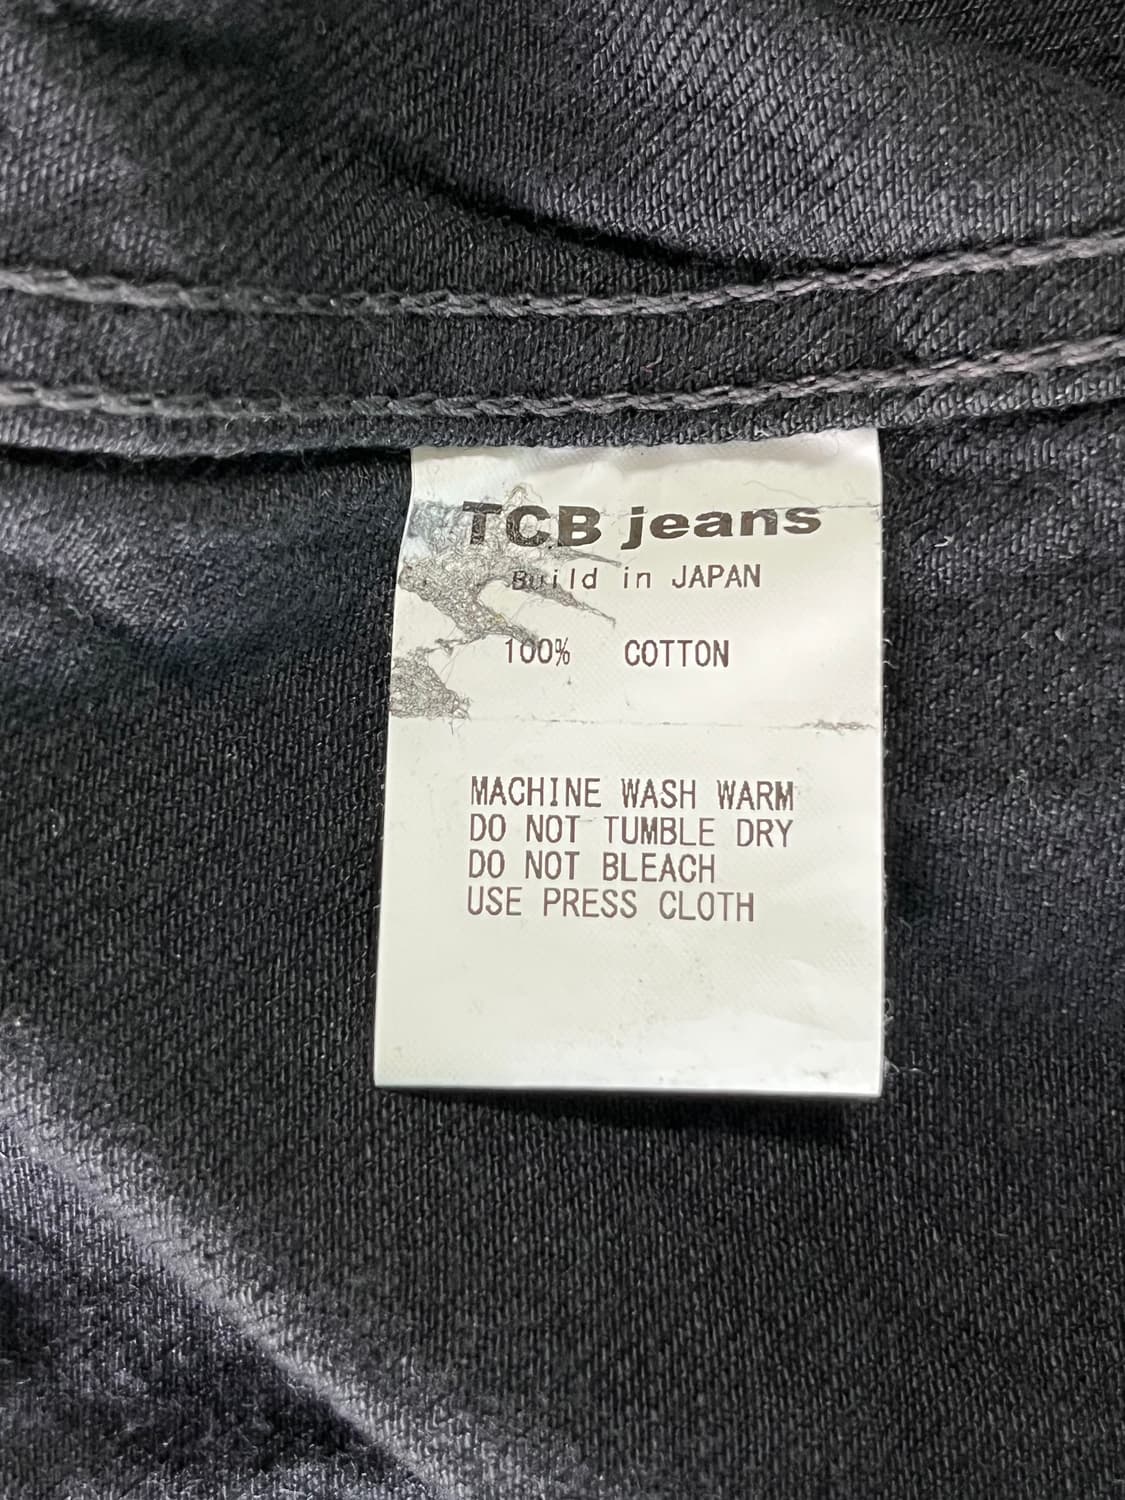 TCB jeans
Build in JAPAN
100% COTTON
MACHINE WASH WARM
DO NOT TUMBLE DRY
DO NOT BLEACH
USE PRESS CLOTH